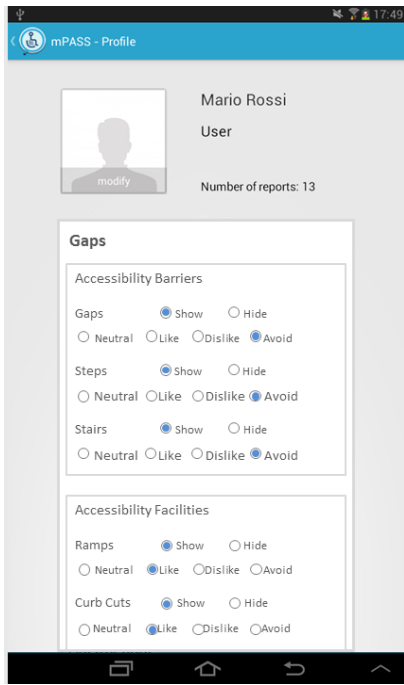 17:49
mPASS - Profile
Mario Rossi
User
modify
Number of reports: 13
Gaps
Accessibility Barriers
Gaps Show Hide
Neutral Like Dislike Avoid
Steps Show Hide
Neutral Like Dislike Avoid
Stairs Show Hide
Neutral Like Dislike Avoid
Accessibility Facilities
Ramps Show Hide
Neutral Like Dislike Avoid
Curb Cuts Show Hide
Neutral Like Dislike Avoid